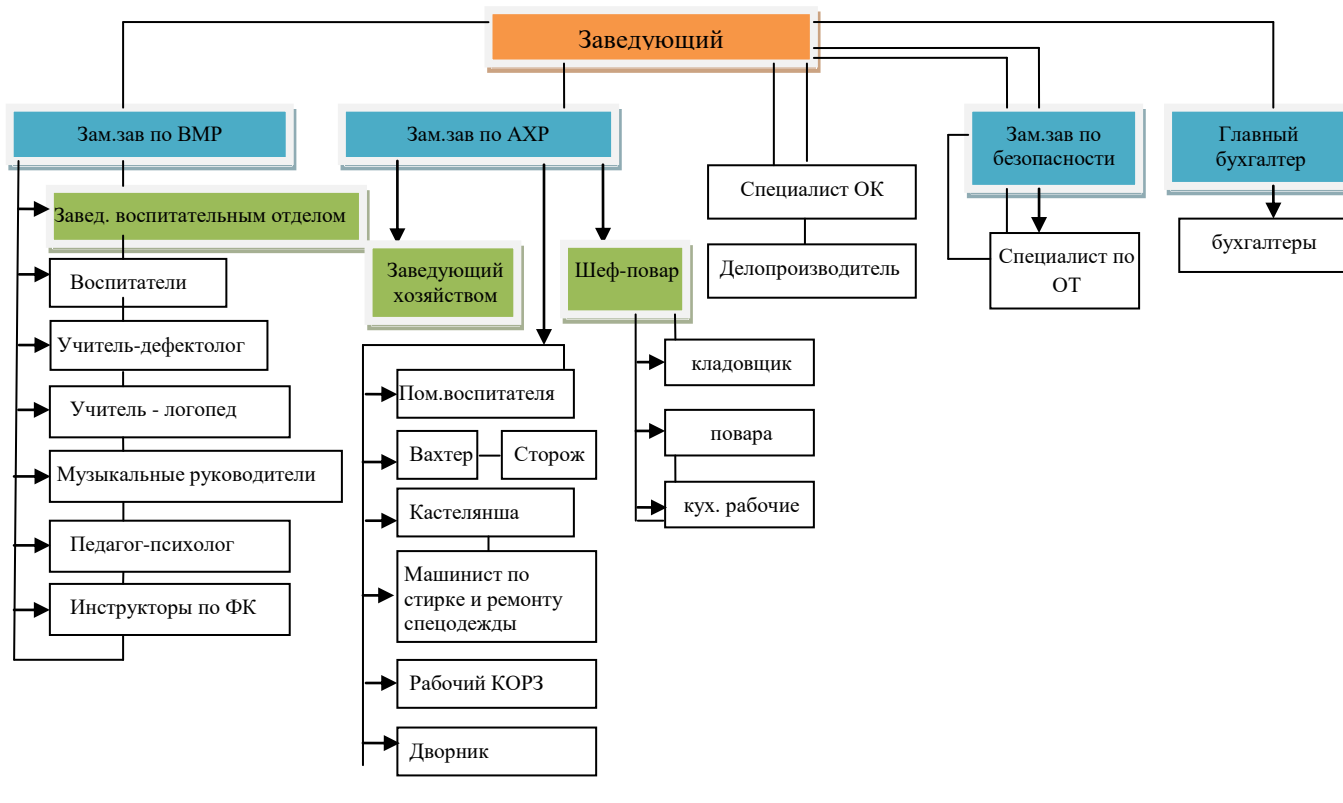 Заведующий
Зам.зав по ВМР
Зам.зав по АХР
Зам.зав по
безопасности
Главный
бухгалтер
Завед. воспитательным отделом
Воспитатели
Учитель-дефектолог
Учитель - логопед
Музыкальные руководители
Педагог-психолог
Инструкторы по ФК
Заведующий
хозяйством
Пом.воспитателя
Вахтер
Сторож
Кастелянша
Машинист по
стирке и ремонту
спецодежды
Рабочий КОРЗ
Дворник
Шеф-повар
кладовщик
повара
кух. рабочие
Специалист ОК
Делопроизводитель
Специалист по
ОТ
бухгалтеры